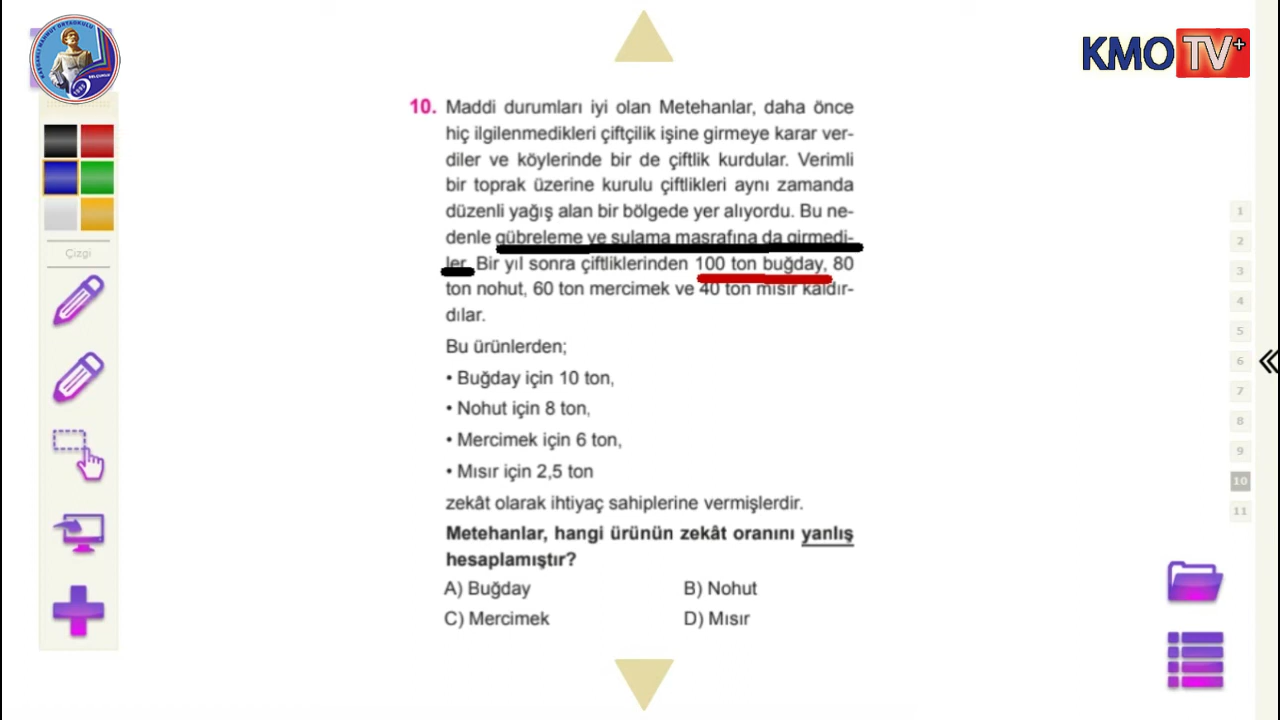 KMO TV+
10. Maddi durumları iyi olan Metehanlar, daha önce
hiç ilgilenmedikleri çiftçilik işine girmeye karar ver-
diler ve köylerinde bir de çiftlik kurdular. Verimli
bir toprak üzerine kurulu çiftlikleri aynı zamanda
düzenli yağış alan bir bölgede yer alıyordu. Bu ne-
denle gübreleme ve sulama masrafına da girmedi-
ler. Bir yıl sonra çiftliklerinden 100 ton buğday, 80
ton nohut, 60 ton mercimek ve 40 ton mısır kaldır-
dılar.
Bu ürünlerden;
• Buğday için 10 ton,
• Nohut için 8 ton,
• Mercimek için 6 ton,
• Mısır için 2,5 ton
zekât olarak ihtiyaç sahiplerine vermişlerdir.
Metehanlar, hangi ürünün zekât oranını yanlış
hesaplamıştır?
A) Buğday B) Nohut
C) Mercimek D) Mısır
Çizgi
1
2
3
4
5
6
7
8
9
10
11